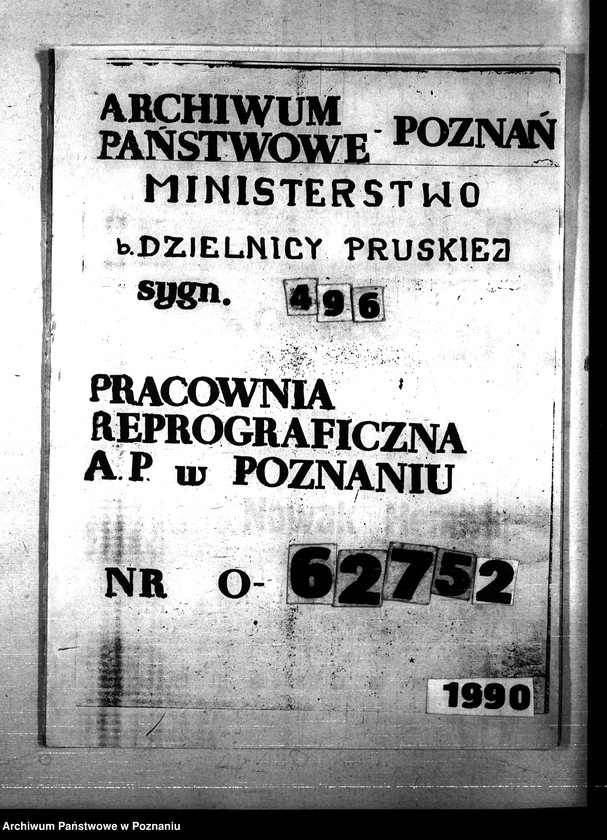 ARCHIWUM
PAŃSTWOWE - POZNAŃ
MINISTERSTWO
b. DZIELNICY PRUSKIEJ
sygn. 496
PRACOWNIA
REPROGRAFICZNA
A.P. w POZNANIU
NR O-62752
1990
Archiwum Państwowe w Poznaniu